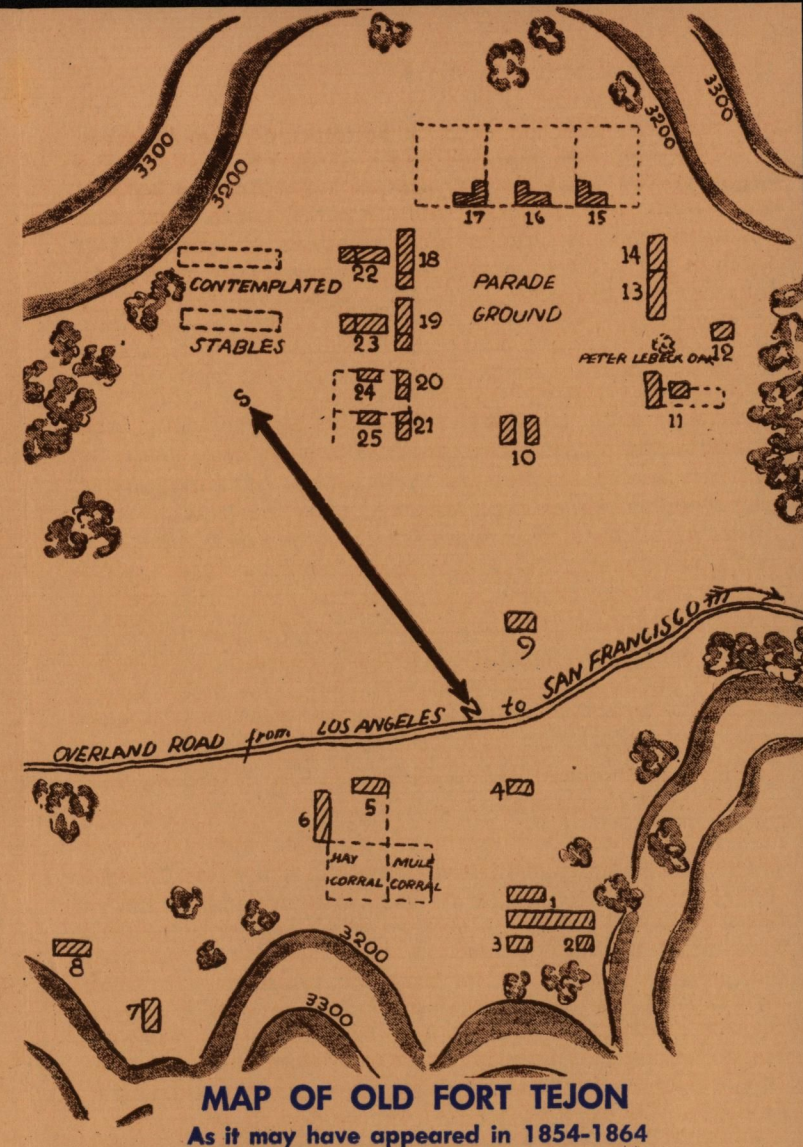 3300
3200
3200
3300
17 16 15
18
22
14
13
CONTEMPLATED
PARADE
GROUND
19
23
STABLES
12
PETER LEBECK OAK
20
24
21
25
11
10
S
9
N
OVERLAND ROAD from LOS ANGELES to SAN FRANCISCO
5
4
6
HAY
CORRAL
MULE
CORRAL
1
3
2
3200
8
7
3300
MAP OF OLD FORT TEJON
As it may have appeared in 1854-1864